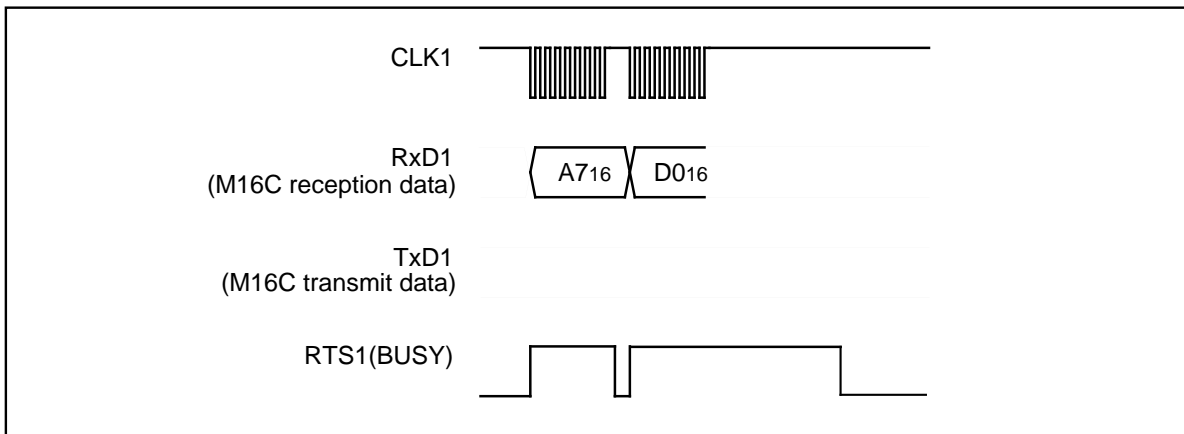 CLK1
RxD1
(M16C reception data)
A716
D016
TxD1
(M16C transmit data)
RTS1(BUSY)